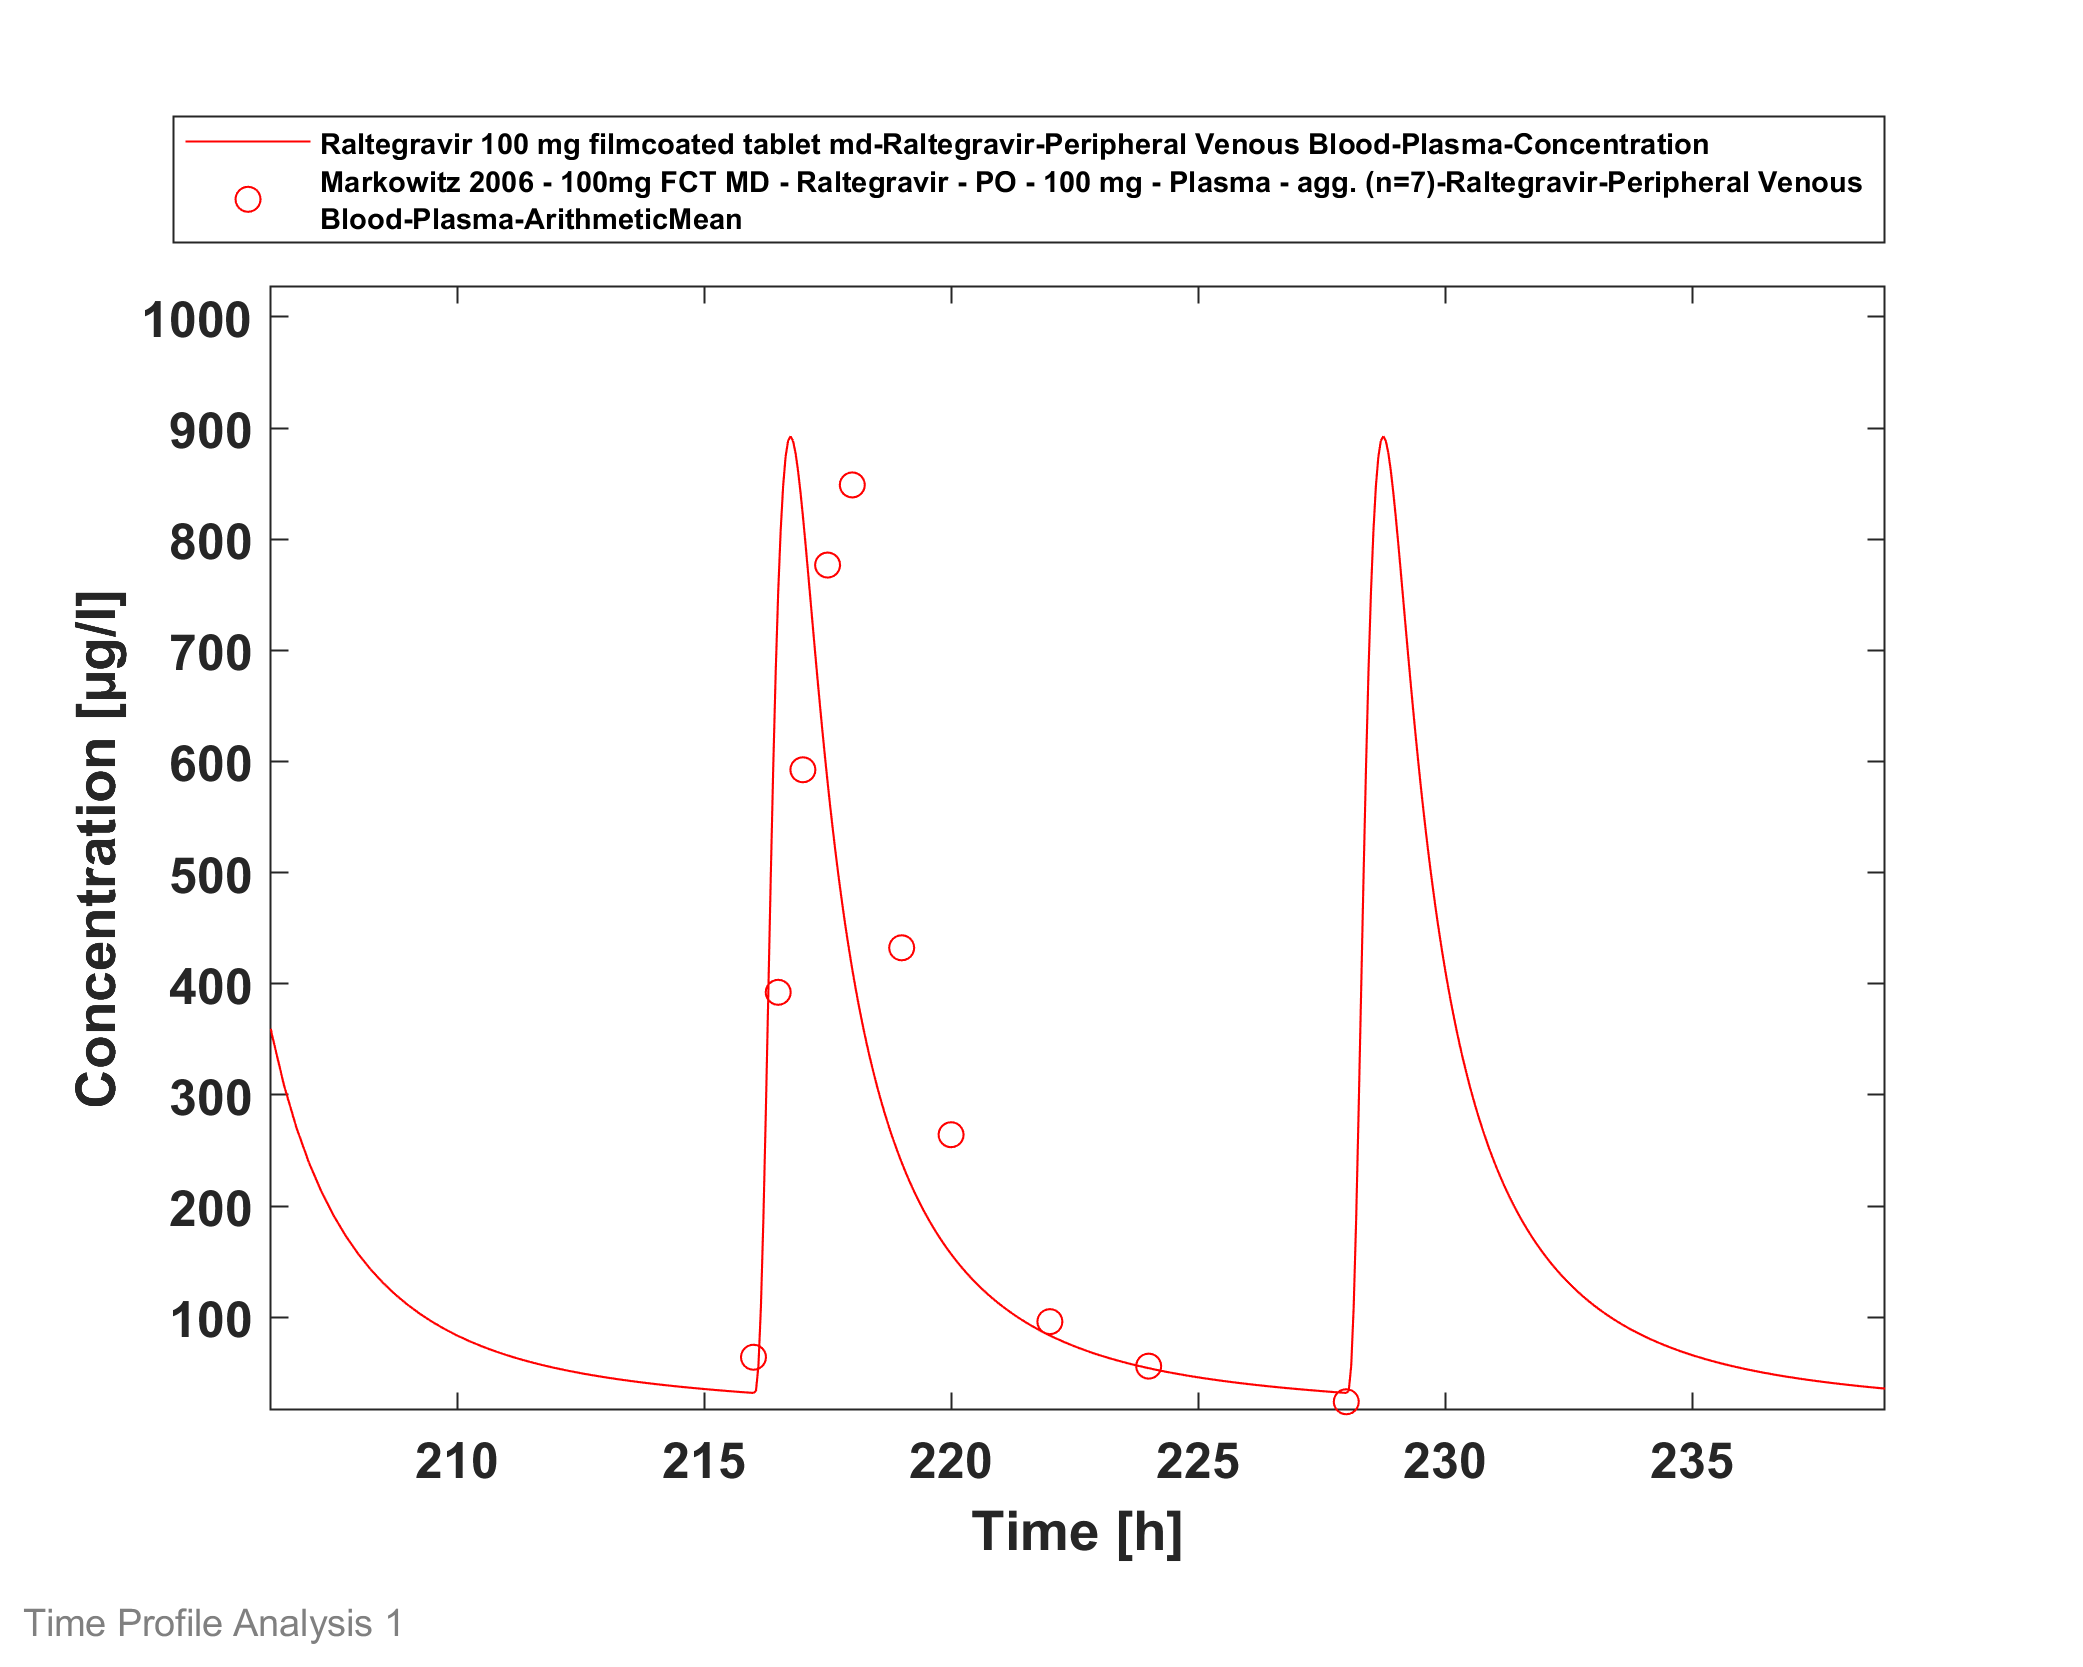 Raltegravir 100 mg filmcoated tablet md-Raltegravir-Peripheral Venous Blood-Plasma-Concentration
Markowitz 2006 - 100mg FCT MD - Raltegravir - PO - 100 mg - Plasma - agg. (n=7)-Raltegravir-Peripheral Venous
Blood-Plasma-ArithmeticMean
1000
900
800
700
600
500
400
300
200
100
Concentration [µg/l]
210 215 220 225 230 235
Time [h]
Time Profile Analysis 1